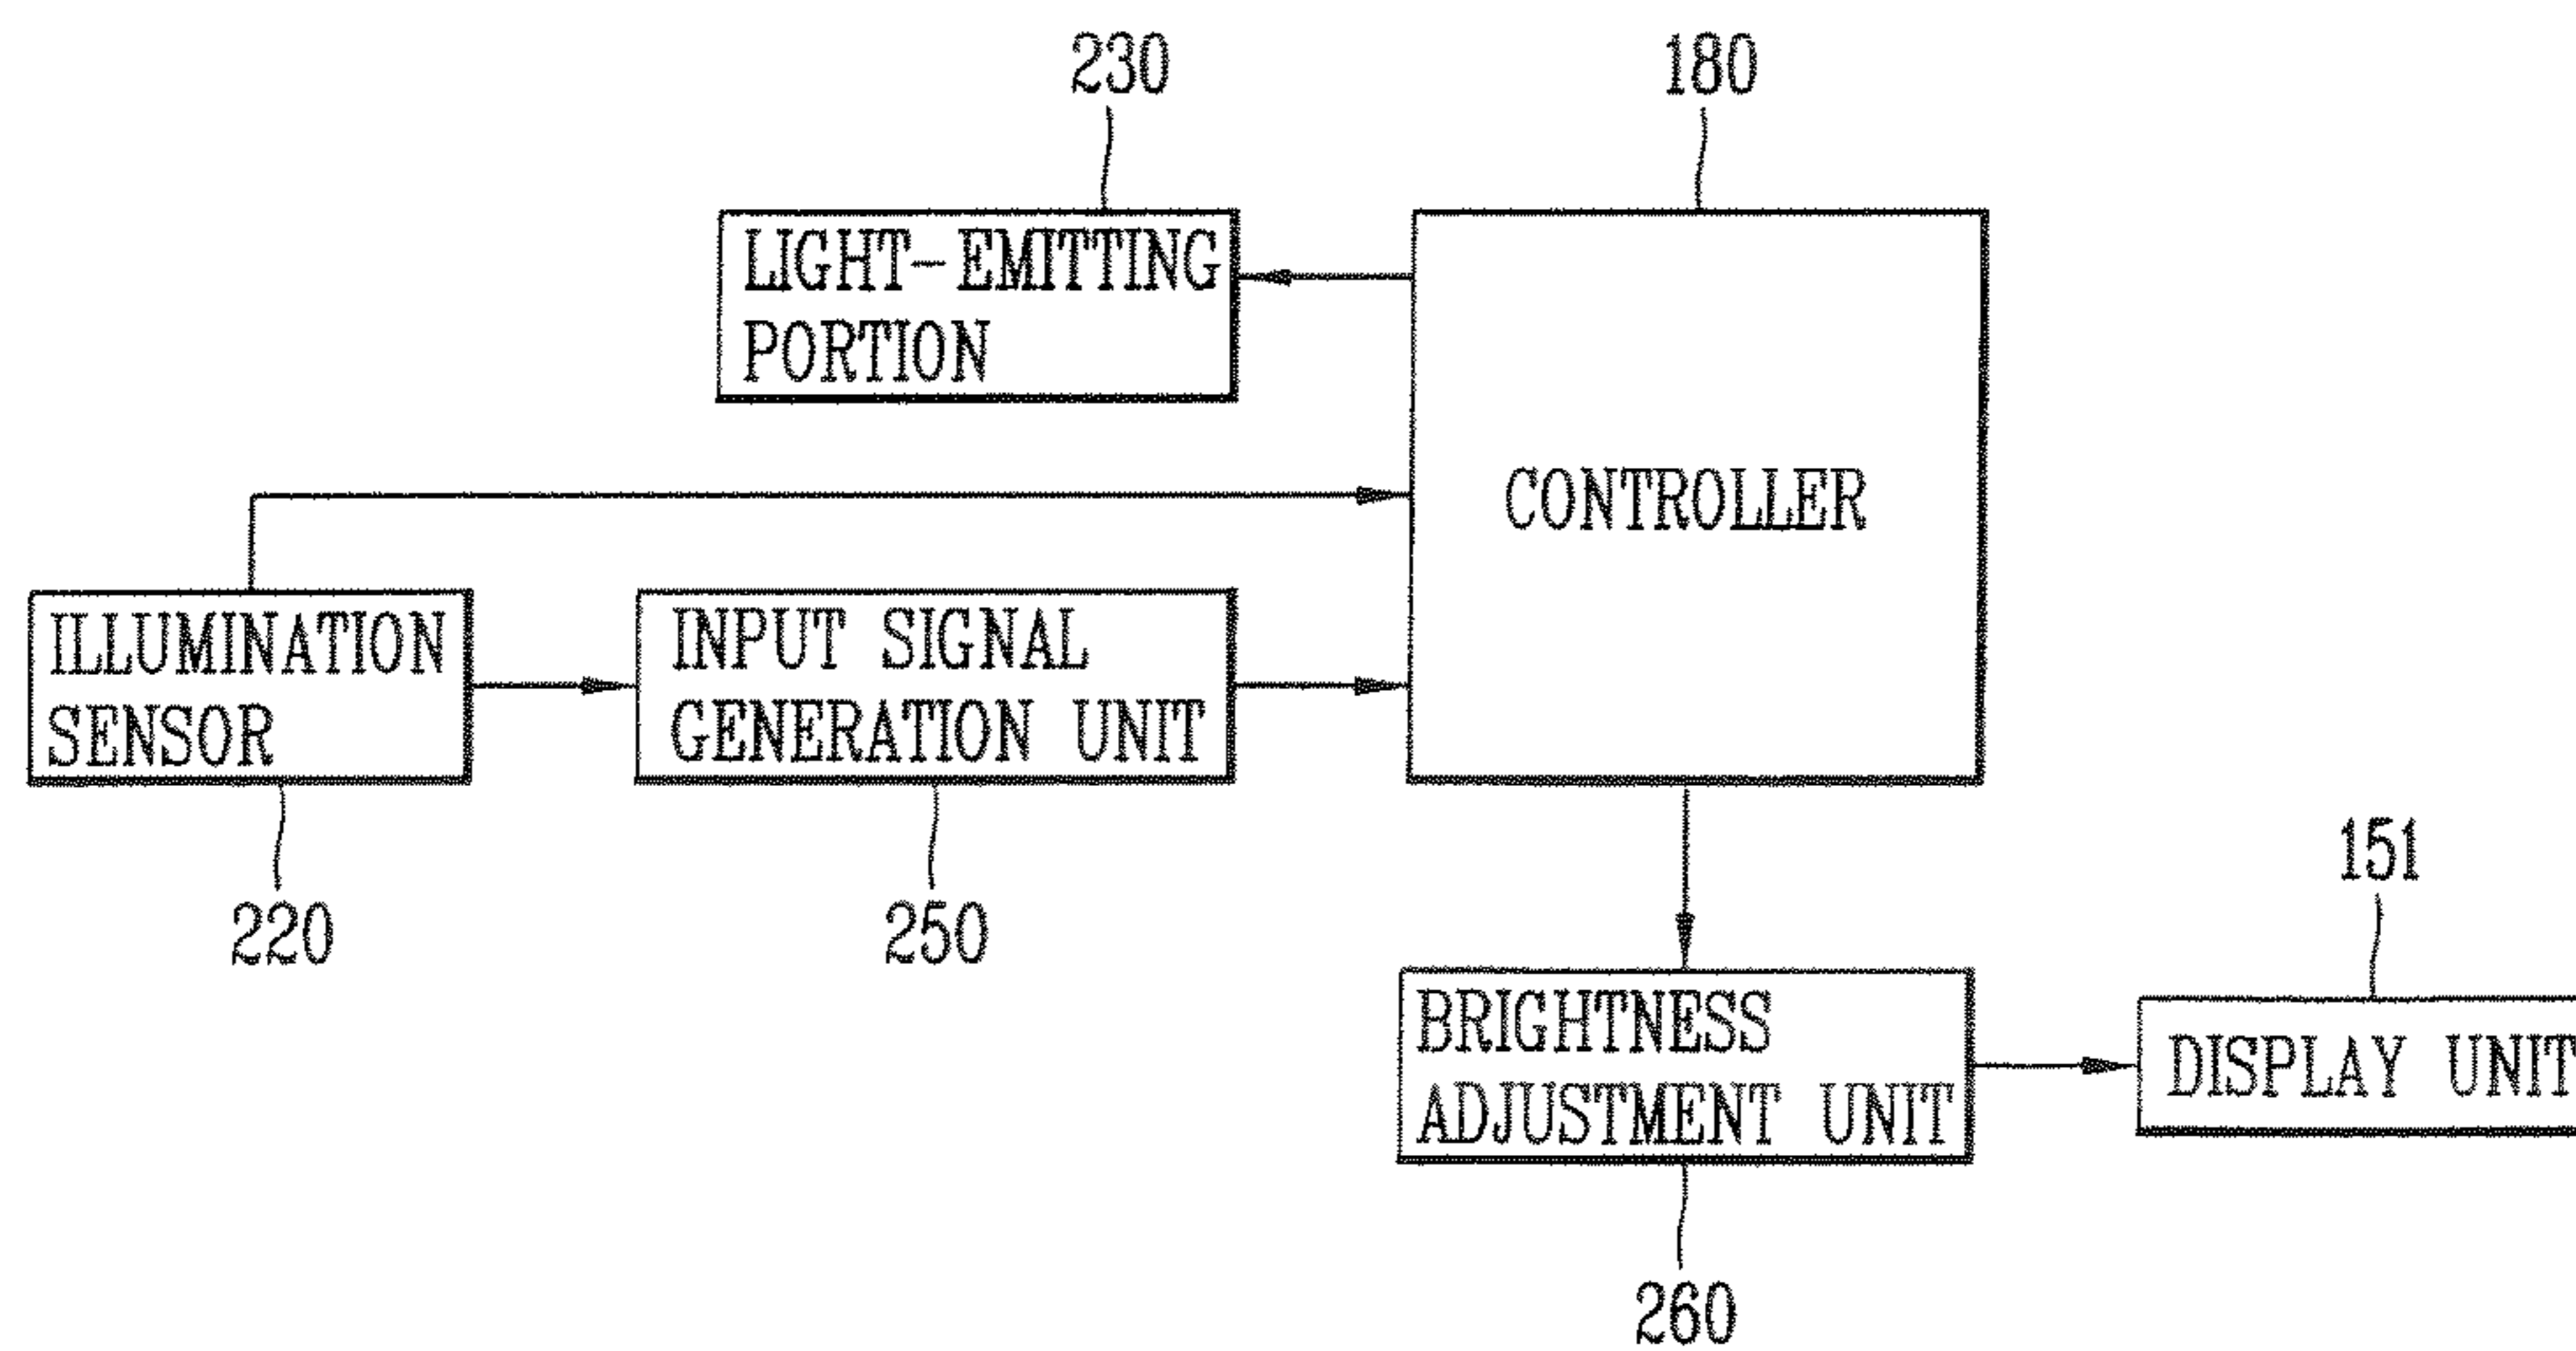 230
180
LIGHT-EMITTING
PORTION
CONTROLLER
ILLUMINATION
SENSOR
INPUT SIGNAL
GENERATION UNIT
220
250
151
BRIGHTNESS
ADJUSTMENT UNIT
DISPLAY UNIT
260